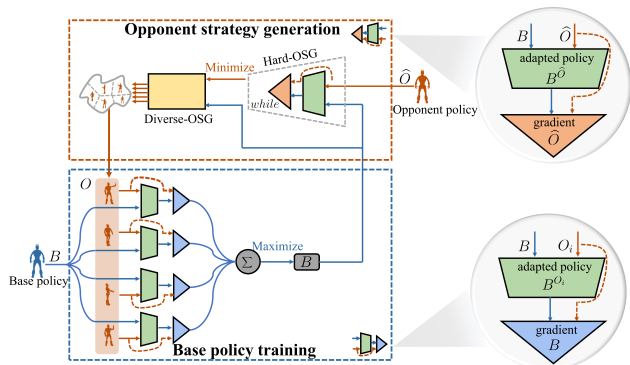 Opponent strategy generation
Hard-OSG
Minimize
while
Ô
Opponent policy
Diverse-OSG
O
B
Base policy
Σ
Maximize
B
Base policy training
B
Ô
adapted policy
B^Ô
gradient
Ô
B
O_i
adapted policy
B^{O_i}
gradient
B